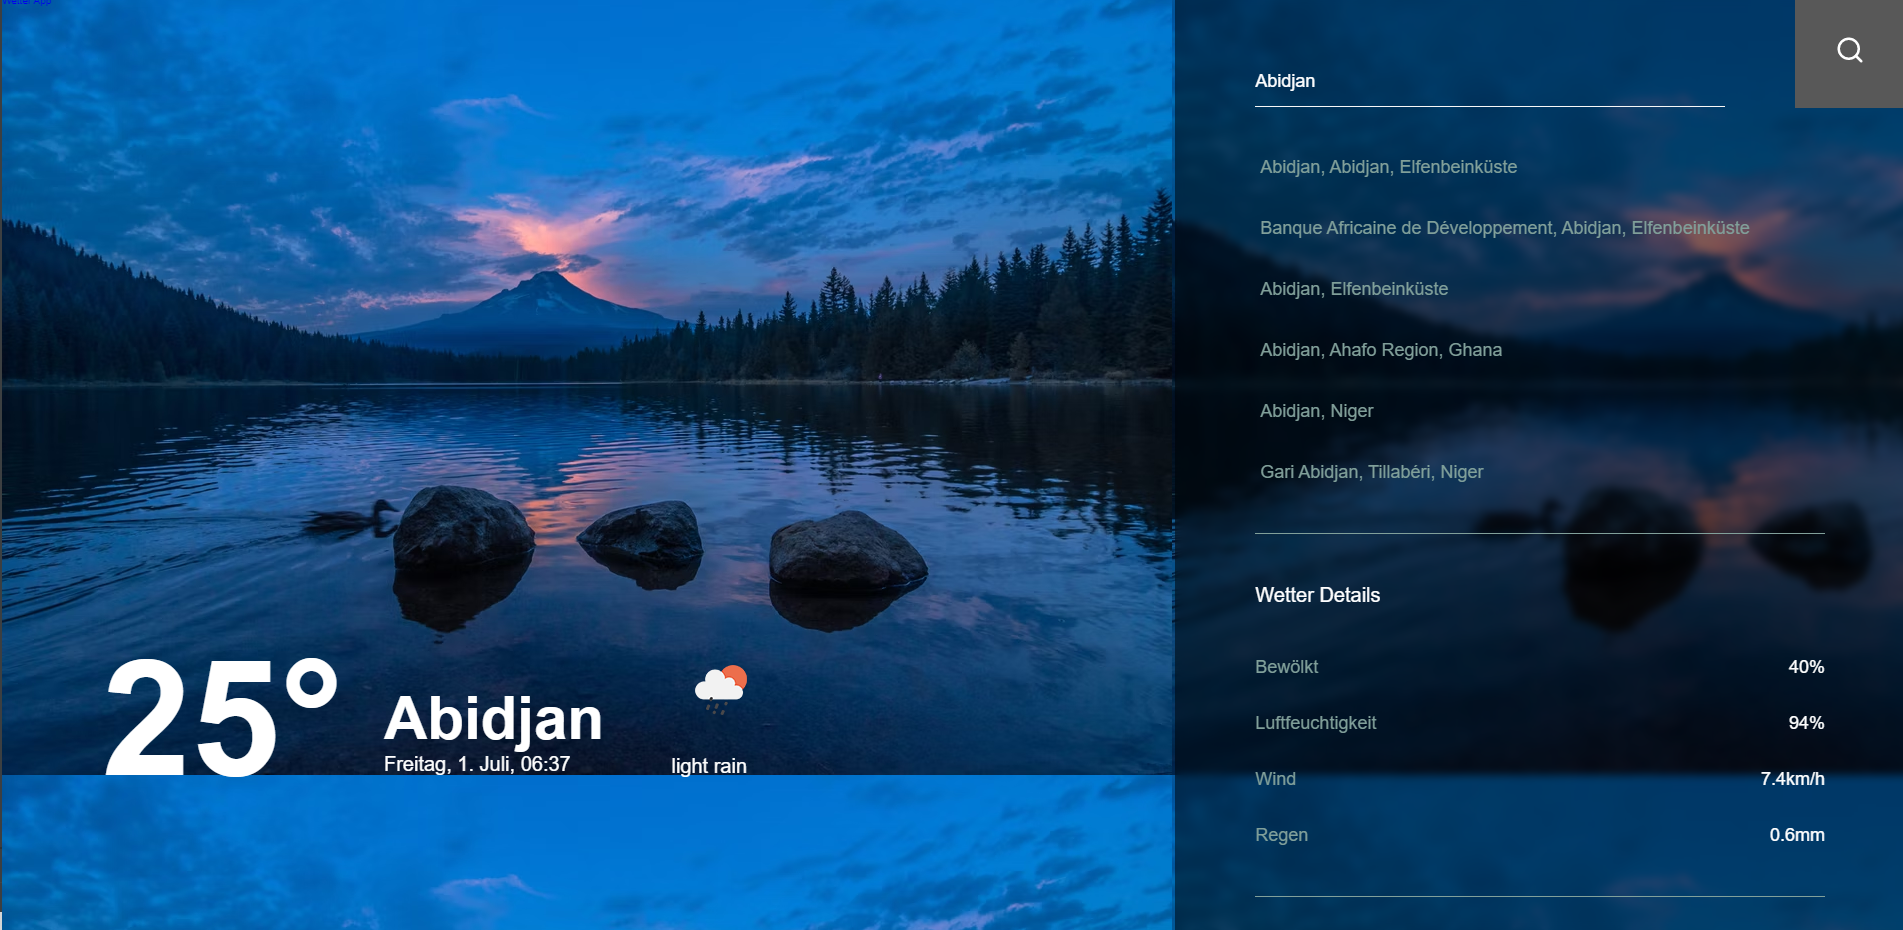 Wetter App
Abidjan
Abidjan, Abidjan, Elfenbeinküste
Banque Africaine de Développement, Abidjan, Elfenbeinküste
Abidjan, Elfenbeinküste
Abidjan, Ahafo Region, Ghana
Abidjan, Niger
Gari Abidjan, Tillabéri, Niger
Wetter Details
Bewölkt 40%
Luftfeuchtigkeit 94%
Wind 7.4km/h
Regen 0.6mm
25°
Abidjan
Freitag, 1. Juli, 06:37
light rain